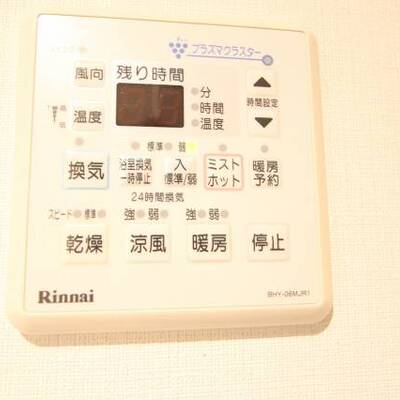 プラズマクラスター
風向
残り時間
分
時間
温度
時間設定
温度
標準
弱
換気
浴室換気
一時停止
入
標準/弱
ミスト
ホット
暖房
予約
24時間換気
スピード
標準
強
弱
強
弱
乾燥
涼風
暖房
停止
Rinnai